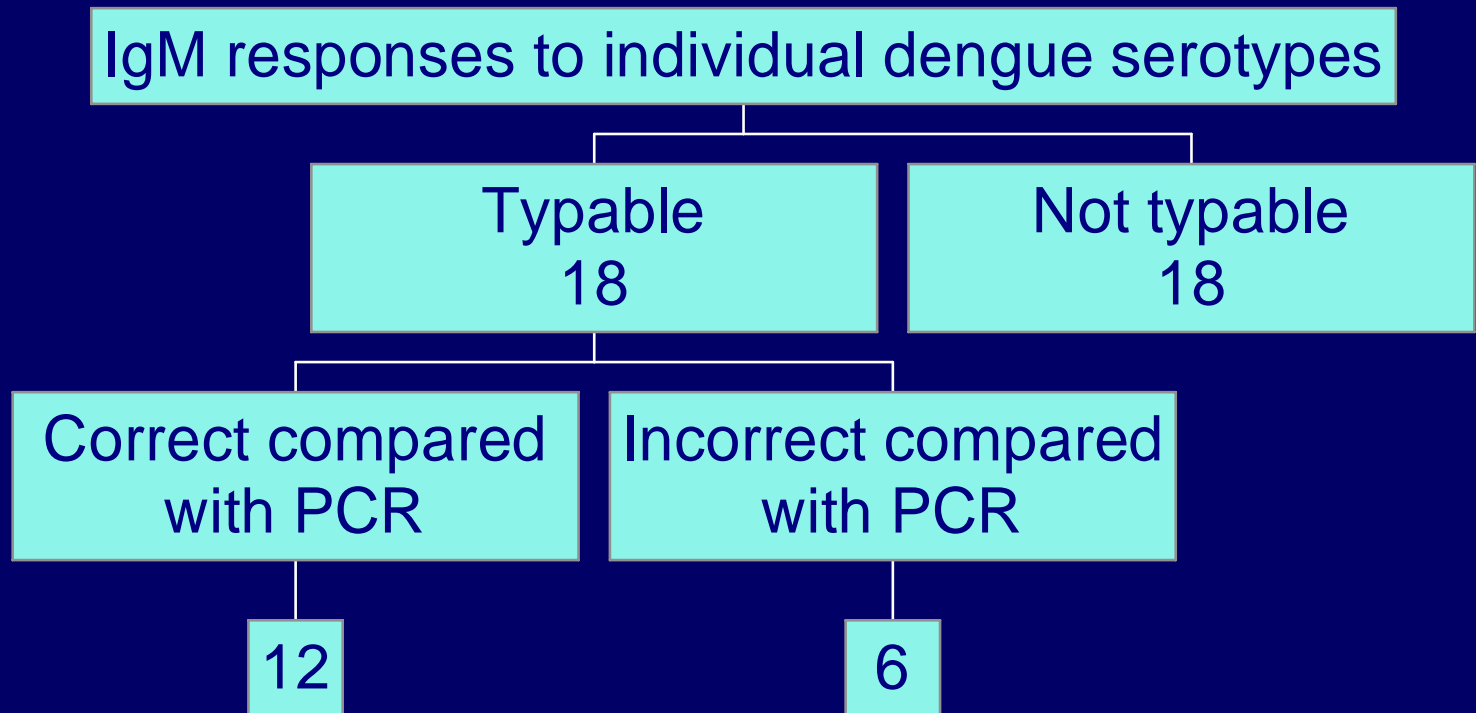 IgM responses to individual dengue serotypes
Typable
18
Not typable
18
Correct compared
with PCR
Incorrect compared
with PCR
12
6